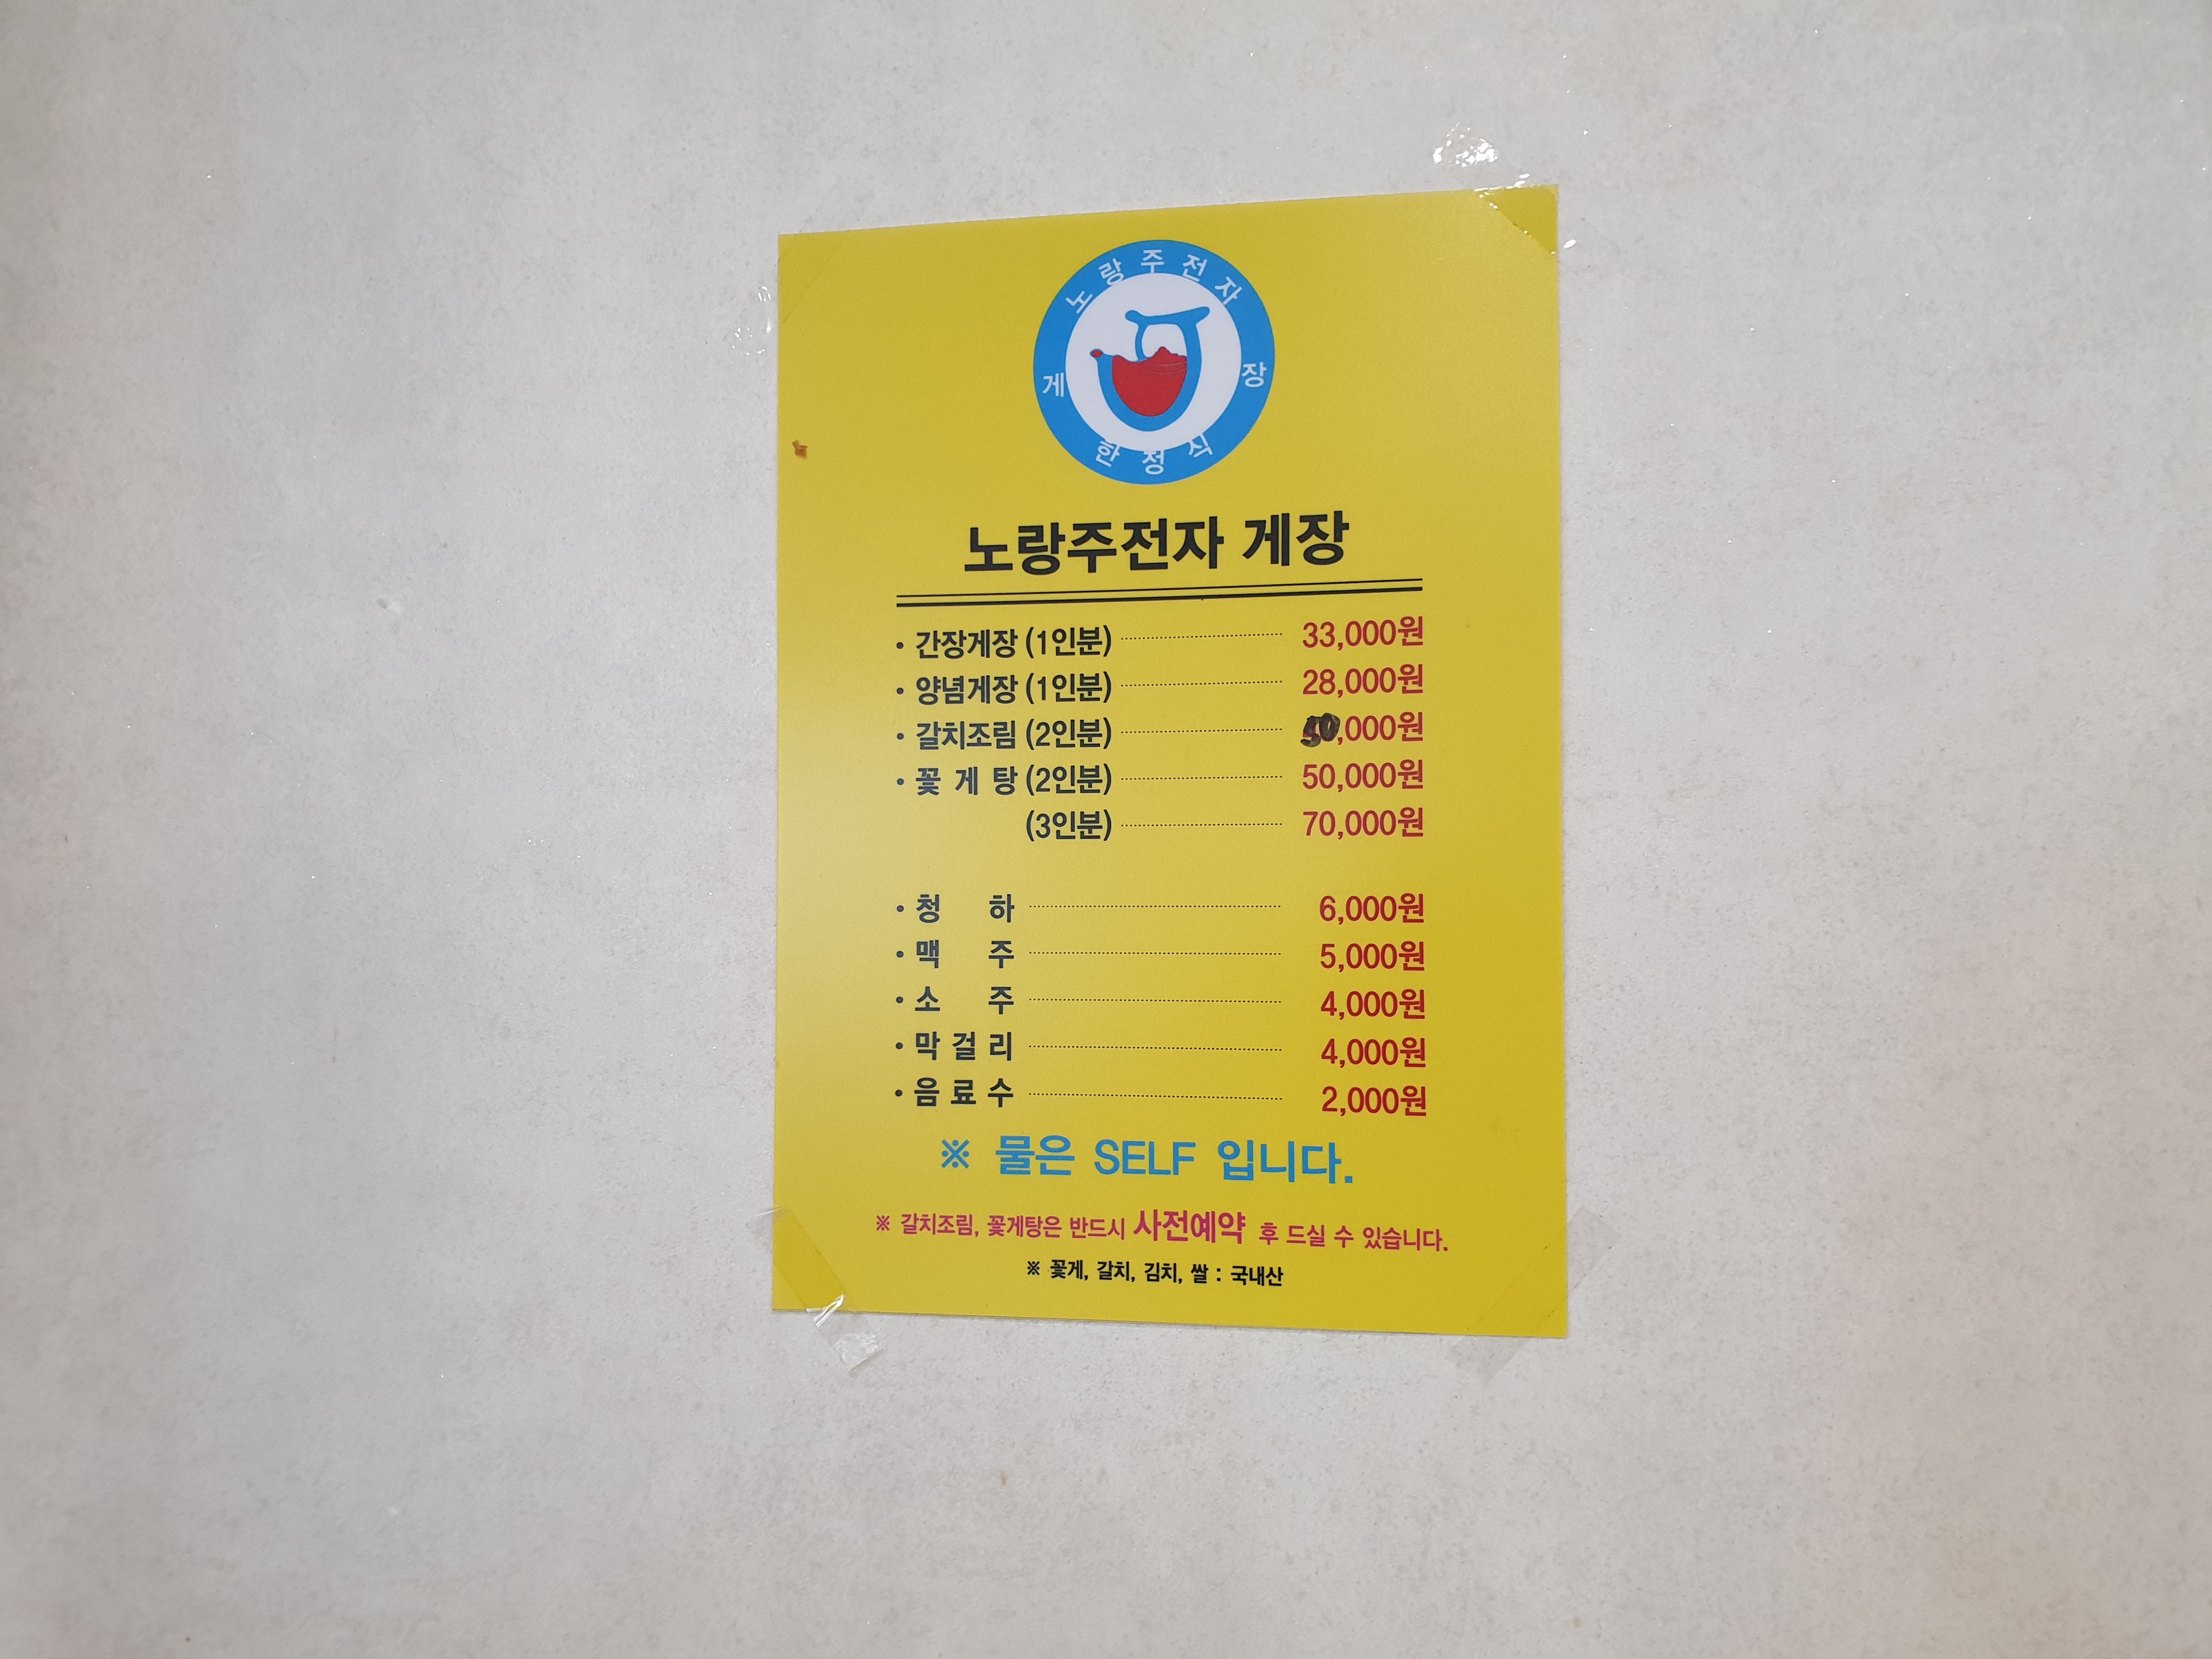 노랑주전자
게 장
한정식
노랑주전자 게장
• 간장게장 (1인분) 33,000원
• 양념게장 (1인분) 28,000원
• 갈치조림 (2인분) 50,000원
• 꽃 게 탕 (2인분) 50,000원
(3인분) 70,000원
• 청 하 6,000원
• 맥 주 5,000원
• 소 주 4,000원
• 막 걸 리 4,000원
• 음 료 수 2,000원
※ 물은 SELF 입니다.
※ 갈치조림, 꽃게탕은 반드시 사전예약 후 드실 수 있습니다.
※ 꽃게, 갈치, 김치, 쌀 : 국내산